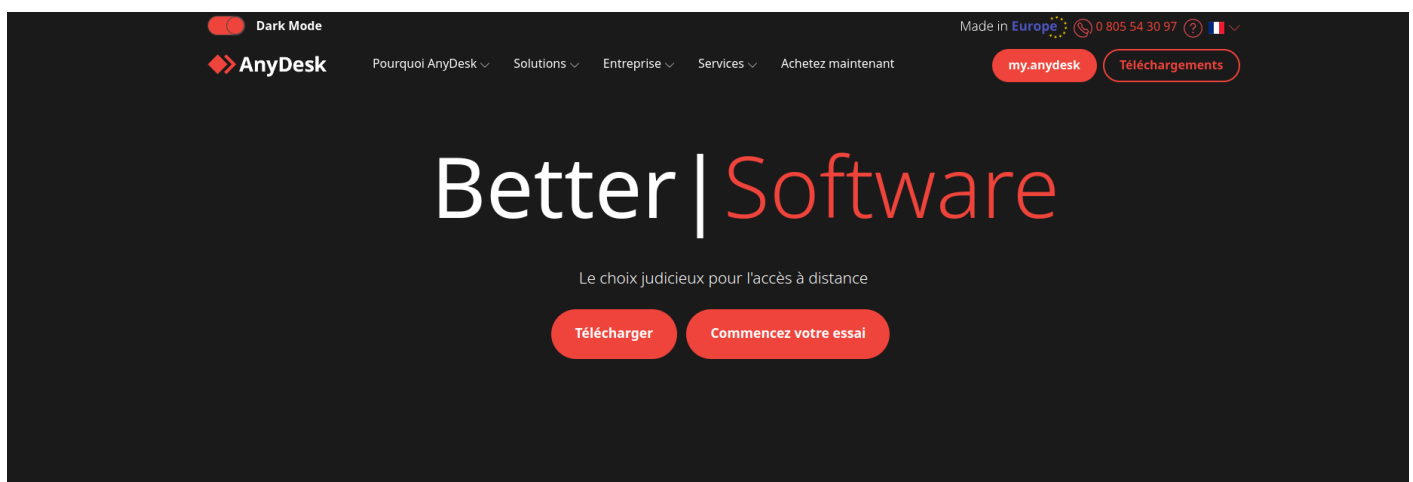 Dark Mode
Made in Europe 0 805 54 30 97 ?
AnyDesk Pourquoi AnyDesk Solutions Entreprise Services Achetez maintenant my.anydesk Téléchargements
Better|Software
Le choix judicieux pour l'accès à distance
Télécharger Commencez votre essai